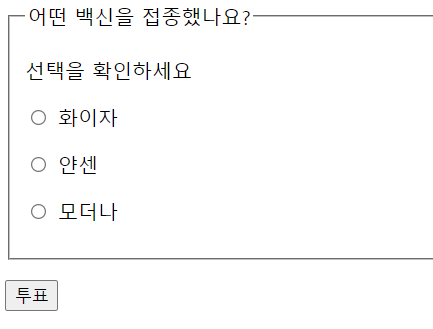 어떤 백신을 접종했나요?
선택을 확인하세요
화이자
얀센
모더나
투표